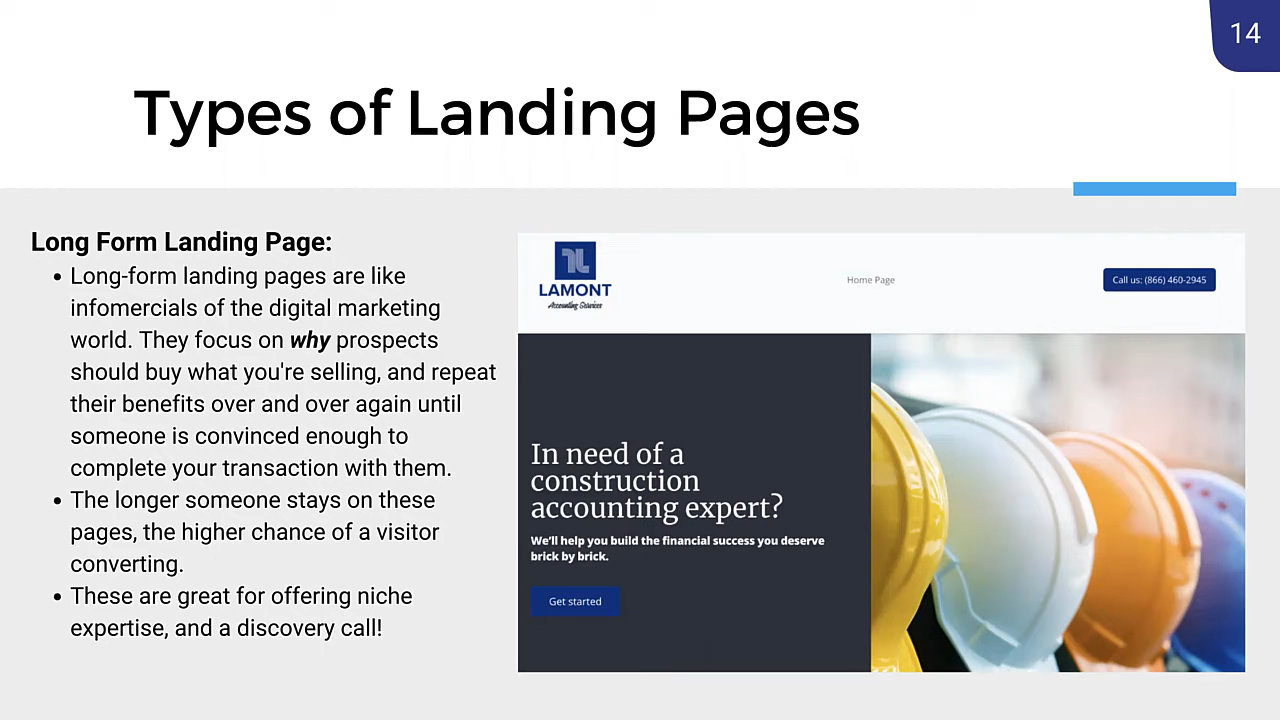 14
Types of Landing Pages
Long Form Landing Page:
• Long-form landing pages are like
infomercials of the digital marketing
world. They focus on why prospects
should buy what you're selling, and repeat
their benefits over and over again until
someone is convinced enough to
complete your transaction with them.
• The longer someone stays on these
pages, the higher chance of a visitor
converting.
• These are great for offering niche
expertise, and a discovery call!
LAMONT
Accounting Services
Home Page
Call us: (866) 460-2945
In need of a
construction
accounting expert?
We'll help you build the financial success you deserve
brick by brick.
Get started